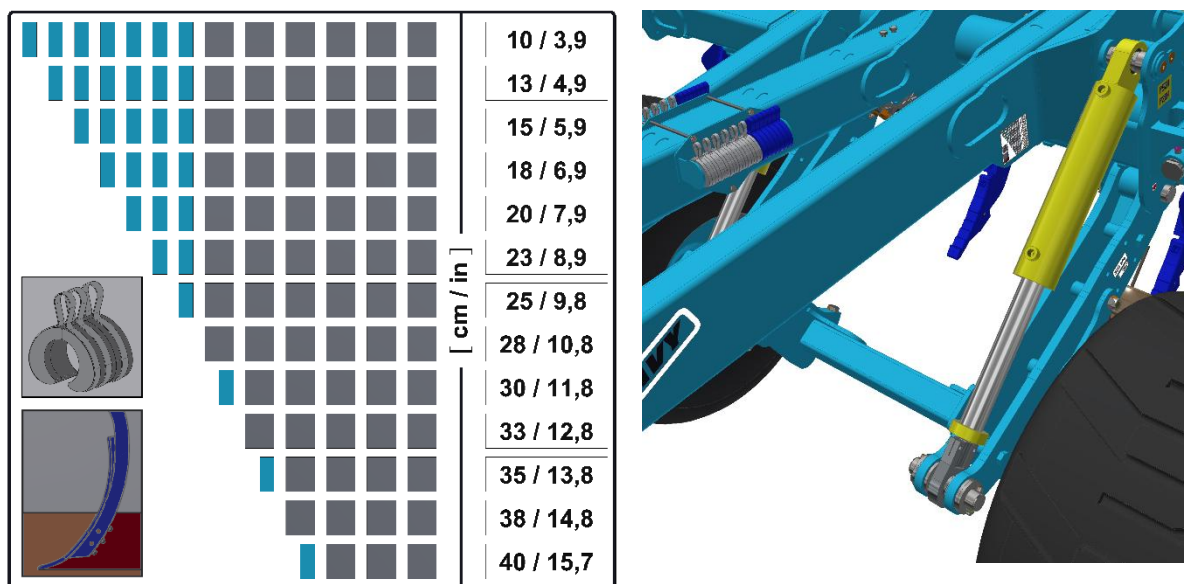 10 / 3,9
13 / 4,9
15 / 5,9
18 / 6,9
20 / 7,9
23 / 8,9
25 / 9,8
28 / 10,8
30 / 11,8
33 / 12,8
35 / 13,8
38 / 14,8
40 / 15,7
[ cm / in ]